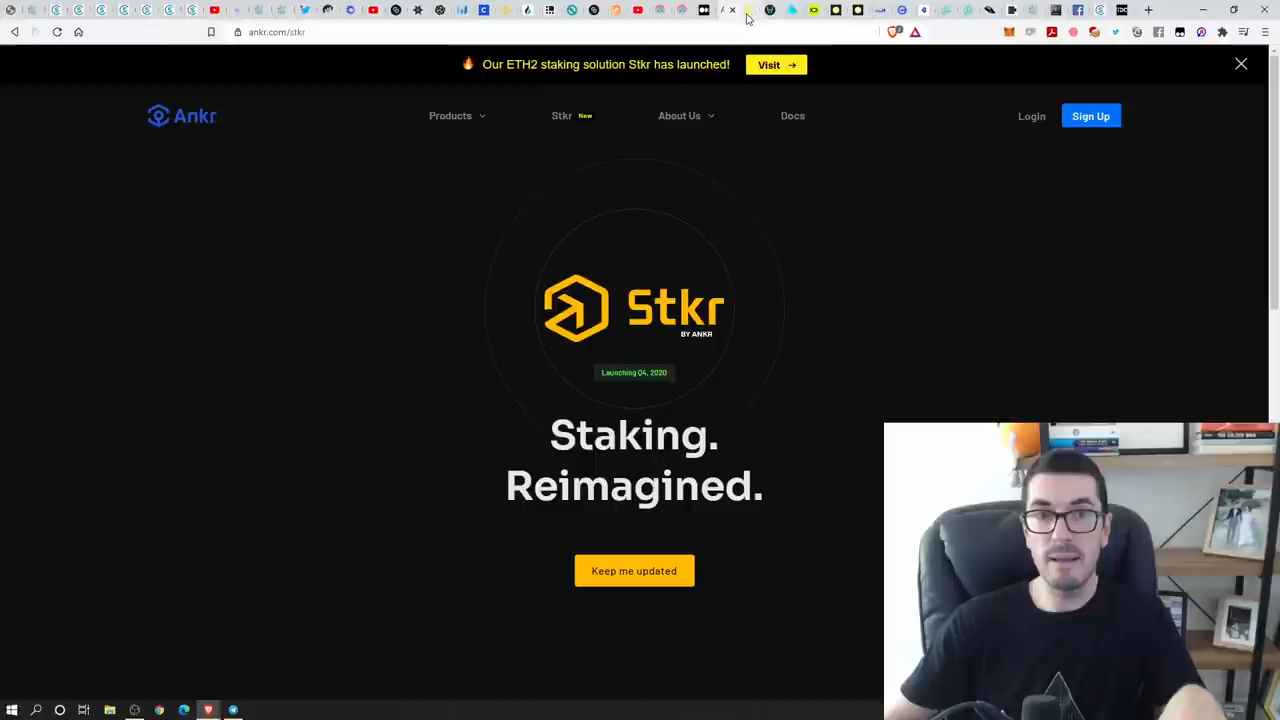 ankr.com/stkr
🔥 Our ETH2 staking solution Stkr has launched! Visit →
Ankr Products Stkr New About Us Docs Login Sign Up
Stkr
BY ANKR
Launching Q4, 2020
Staking.
Reimagined.
Keep me updated